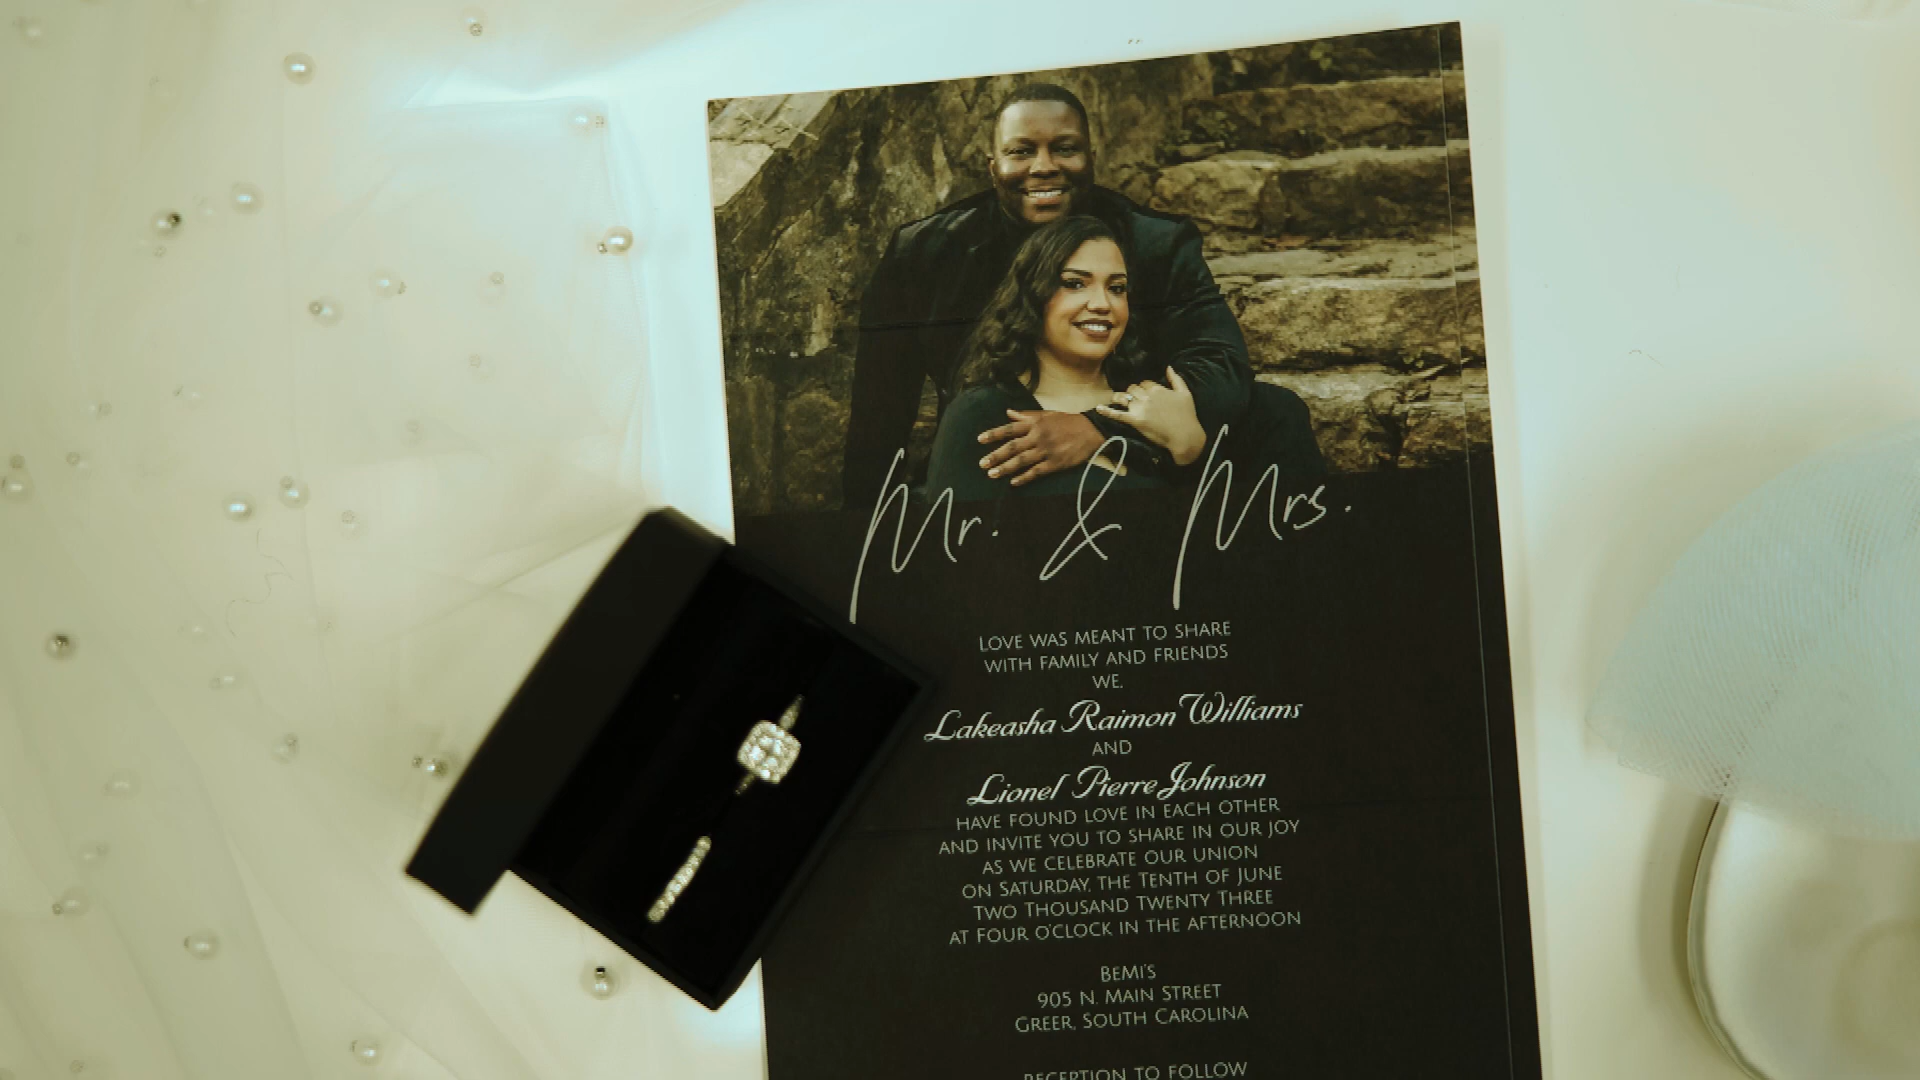 Mr. & Mrs.
LOVE WAS MEANT TO SHARE
WITH FAMILY AND FRIENDS
WE,
Lakeasha Raimon Williams
AND
Lionel Pierre Johnson
HAVE FOUND LOVE IN EACH OTHER
AND INVITE YOU TO SHARE IN OUR JOY
AS WE CELEBRATE OUR UNION
ON SATURDAY, THE TENTH OF JUNE
TWO THOUSAND TWENTY THREE
AT FOUR O'CLOCK IN THE AFTERNOON
BEMI'S
905 N. MAIN STREET
GREER, SOUTH CAROLINA
RECEPTION TO FOLLOW